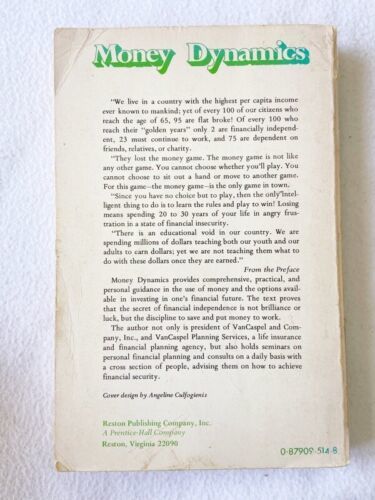 Money Dynamics
"We live in a country with the highest per capita income
ever known to mankind; yet of every 100 of our citizens who
reach the age of 65, 95 are flat broke! Of every 100 who
reach their "golden years" only 2 are financially independ-
ent, 23 must continue to work, and 75 are dependent on
friends, relatives, or charity.
"They lost the money game. The money game is not like
any other game. You cannot choose whether you'll play. You
cannot choose to sit out a hand or move to another game.
For this game—the money game—is the only game in town.
"Since you have no choice but to play, then the only intel-
ligent thing to do is to learn the rules and play to win! Losing
means spending 20 to 30 years of your life in angry frus-
tration in a state of financial insecurity.
"There is an educational void in our country. We are
spending millions of dollars teaching both our youth and our
adults to earn dollars; yet we are not teaching them what to
do with these dollars once they are earned."
From the Preface
Money Dynamics provides comprehensive, practical, and
personal guidance in the use of money and the options avail-
able in investing in one's financial future. The text proves
that the secret of financial independence is not brilliance or
luck, but the discipline to save and put money to work.
The author not only is president of VanCaspel and Com-
pany, Inc., and VanCaspel Planning Services, a life insurance
and financial planning agency, but also holds seminars on
personal financial planning and consults on a daily basis with
a cross section of people, advising them on how to achieve
financial security.
Cover design by Angeline Culfogienis
Reston Publishing Company, Inc.
A Prentice-Hall Company
Reston, Virginia 22090
0-87909-514-8